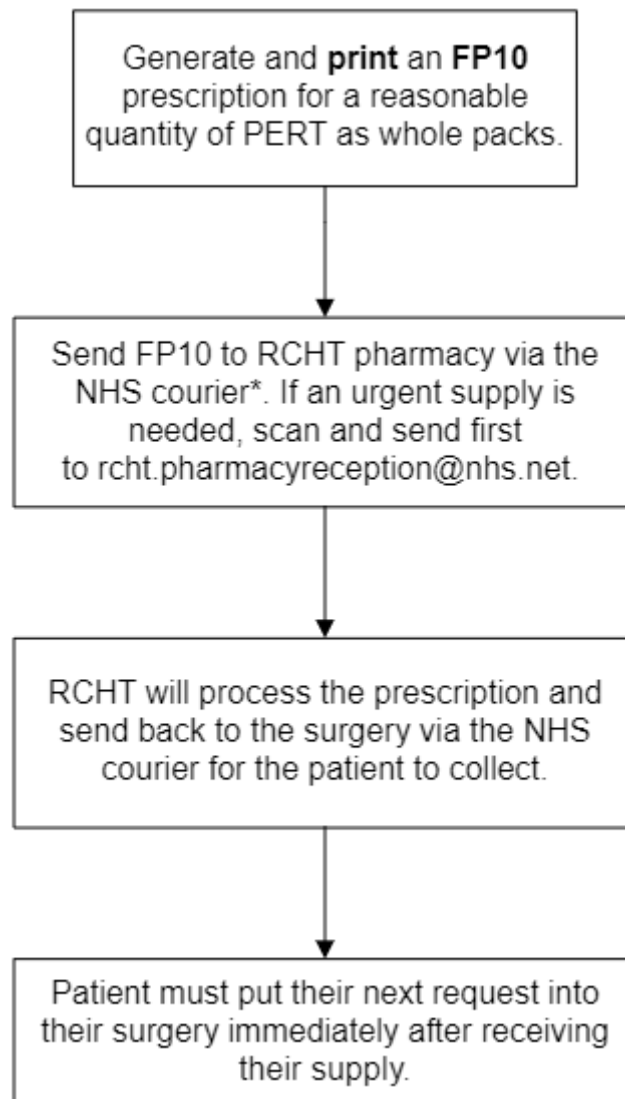 Generate and print an FP10
prescription for a reasonable
quantity of PERT as whole packs.
Send FP10 to RCHT pharmacy via the
NHS courier*. If an urgent supply is
needed, scan and send first
to rcht.pharmacyreception@nhs.net.
RCHT will process the prescription and
send back to the surgery via the NHS
courier for the patient to collect.
Patient must put their next request into
their surgery immediately after receiving
their supply.